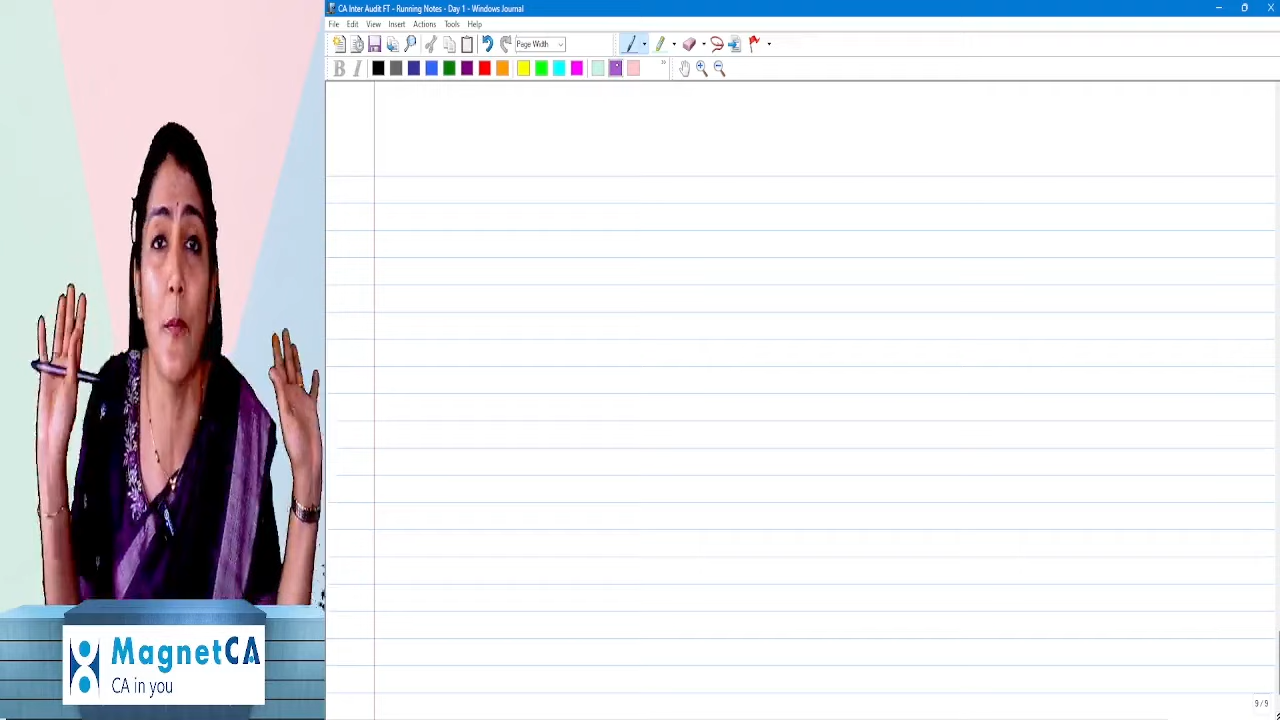 CA Inter Audit FT - Running Notes - Day 1 - Windows Journal
File Edit View Insert Actions Tools Help
Page Width
B I
MagnetCA
CA in you
9 / 9